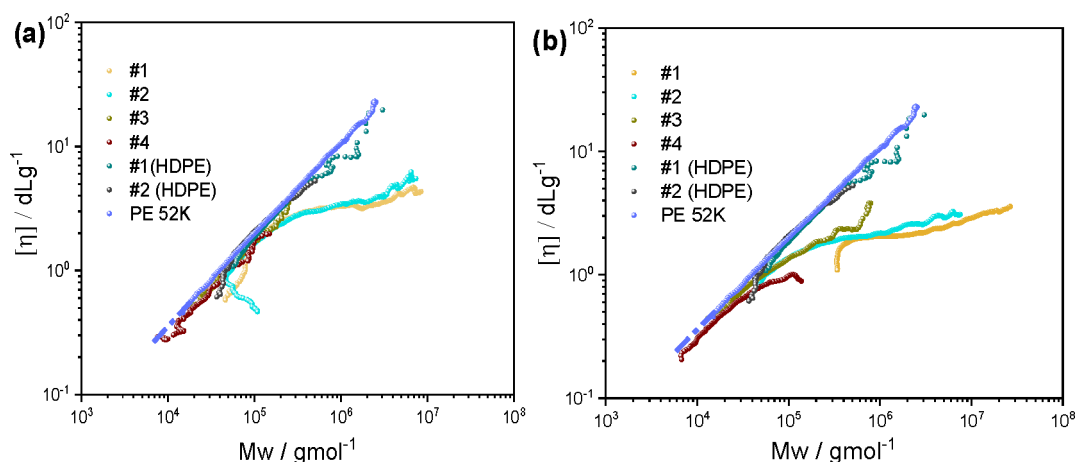 (a)
10²
10¹
10⁰
10⁻¹
[η] / dLg⁻¹
#1
#2
#3
#4
#1(HDPE)
#2 (HDPE)
PE 52K
10³ 10⁴ 10⁵ 10⁶ 10⁷ 10⁸
Mw / gmol⁻¹
(b)
10²
10¹
10⁰
10⁻¹
[η] / dLg⁻¹
#1
#2
#3
#4
#1 (HDPE)
#2 (HDPE)
PE 52K
10³ 10⁴ 10⁵ 10⁶ 10⁷ 10⁸
Mw / gmol⁻¹